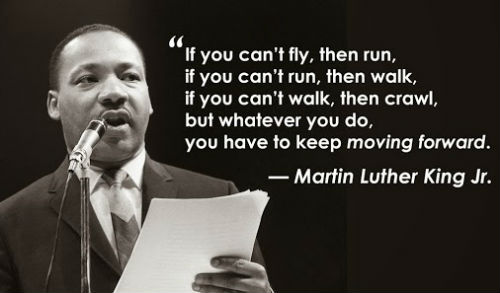 “If you can't fly, then run,
if you can't run, then walk,
if you can't walk, then crawl,
but whatever you do,
you have to keep moving forward.
— Martin Luther King Jr.